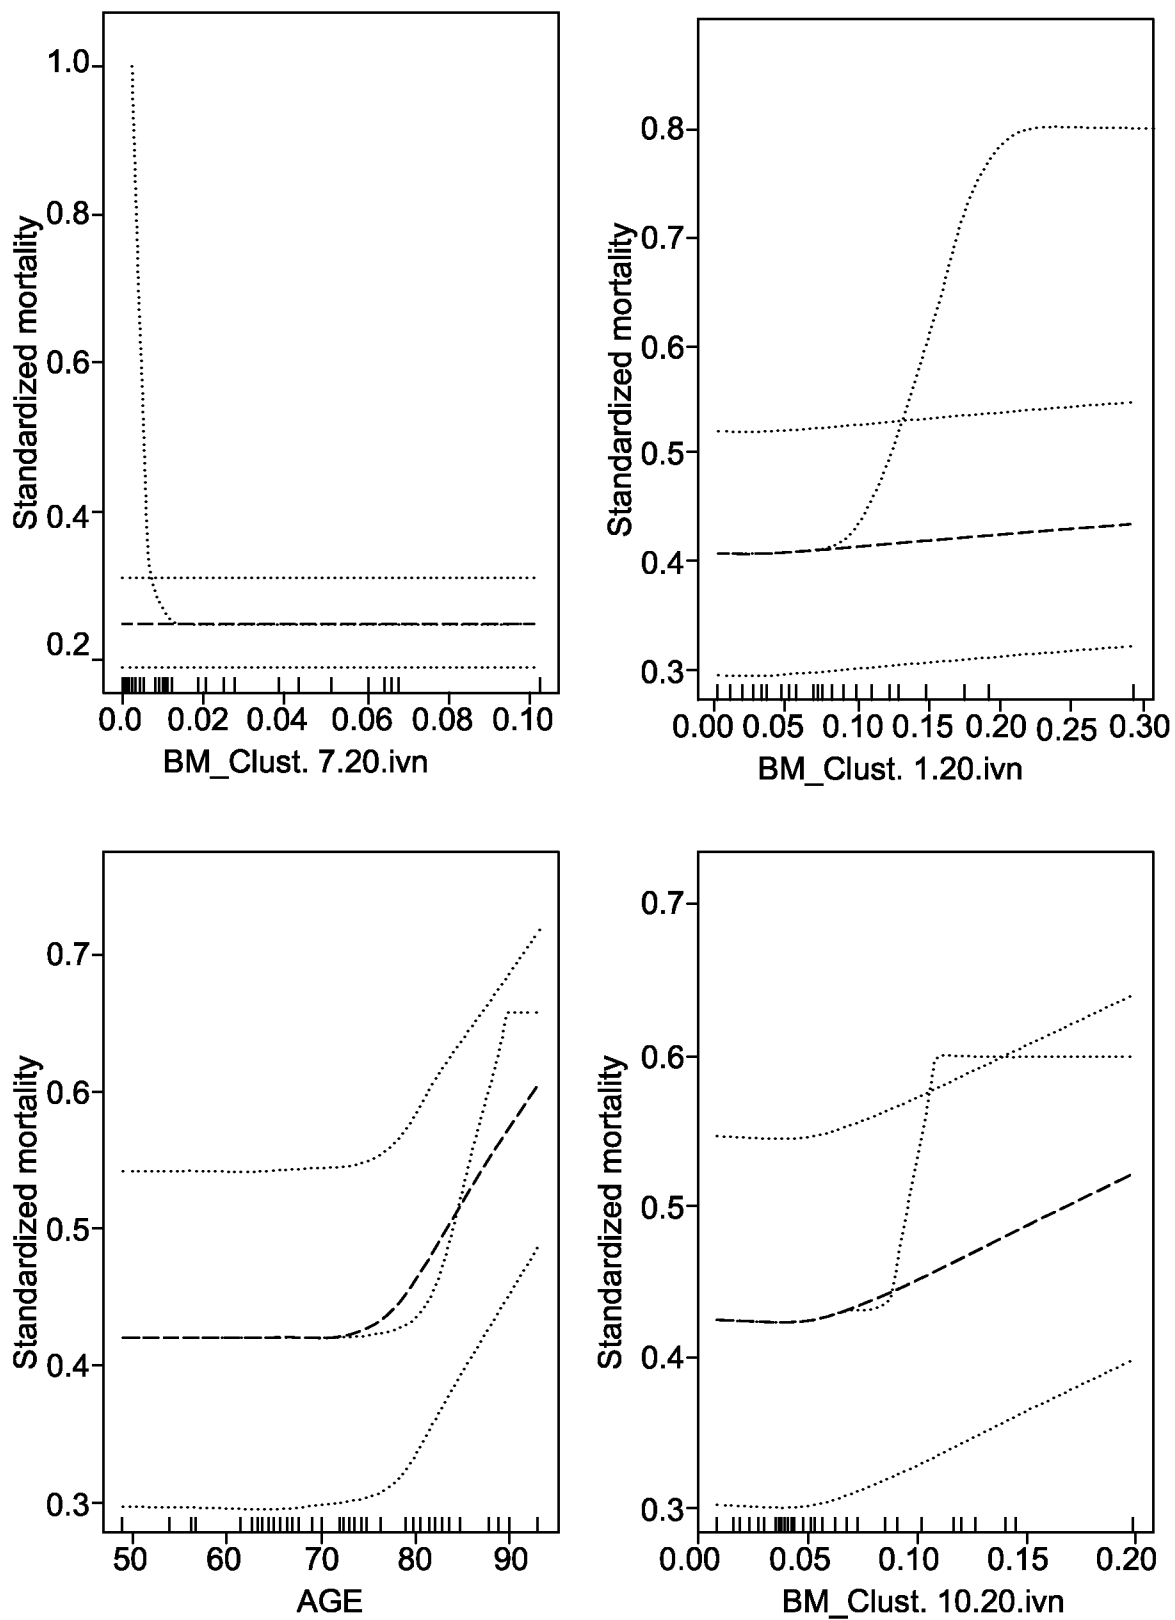 1.0
0.8
0.6
0.4
0.2
Standardized mortality
0.0 0.02 0.04 0.06 0.08 0.10
BM_Clust. 7.20.ivn
0.8
0.7
0.6
0.5
0.4
0.3
Standardized mortality
0.00 0.05 0.10 0.15 0.20 0.25 0.30
BM_Clust. 1.20.ivn
0.7
0.6
0.5
0.4
0.3
Standardized mortality
50 60 70 80 90
AGE
0.7
0.6
0.5
0.4
0.3
Standardized mortality
0.00 0.05 0.10 0.15 0.20
BM_Clust. 10.20.ivn